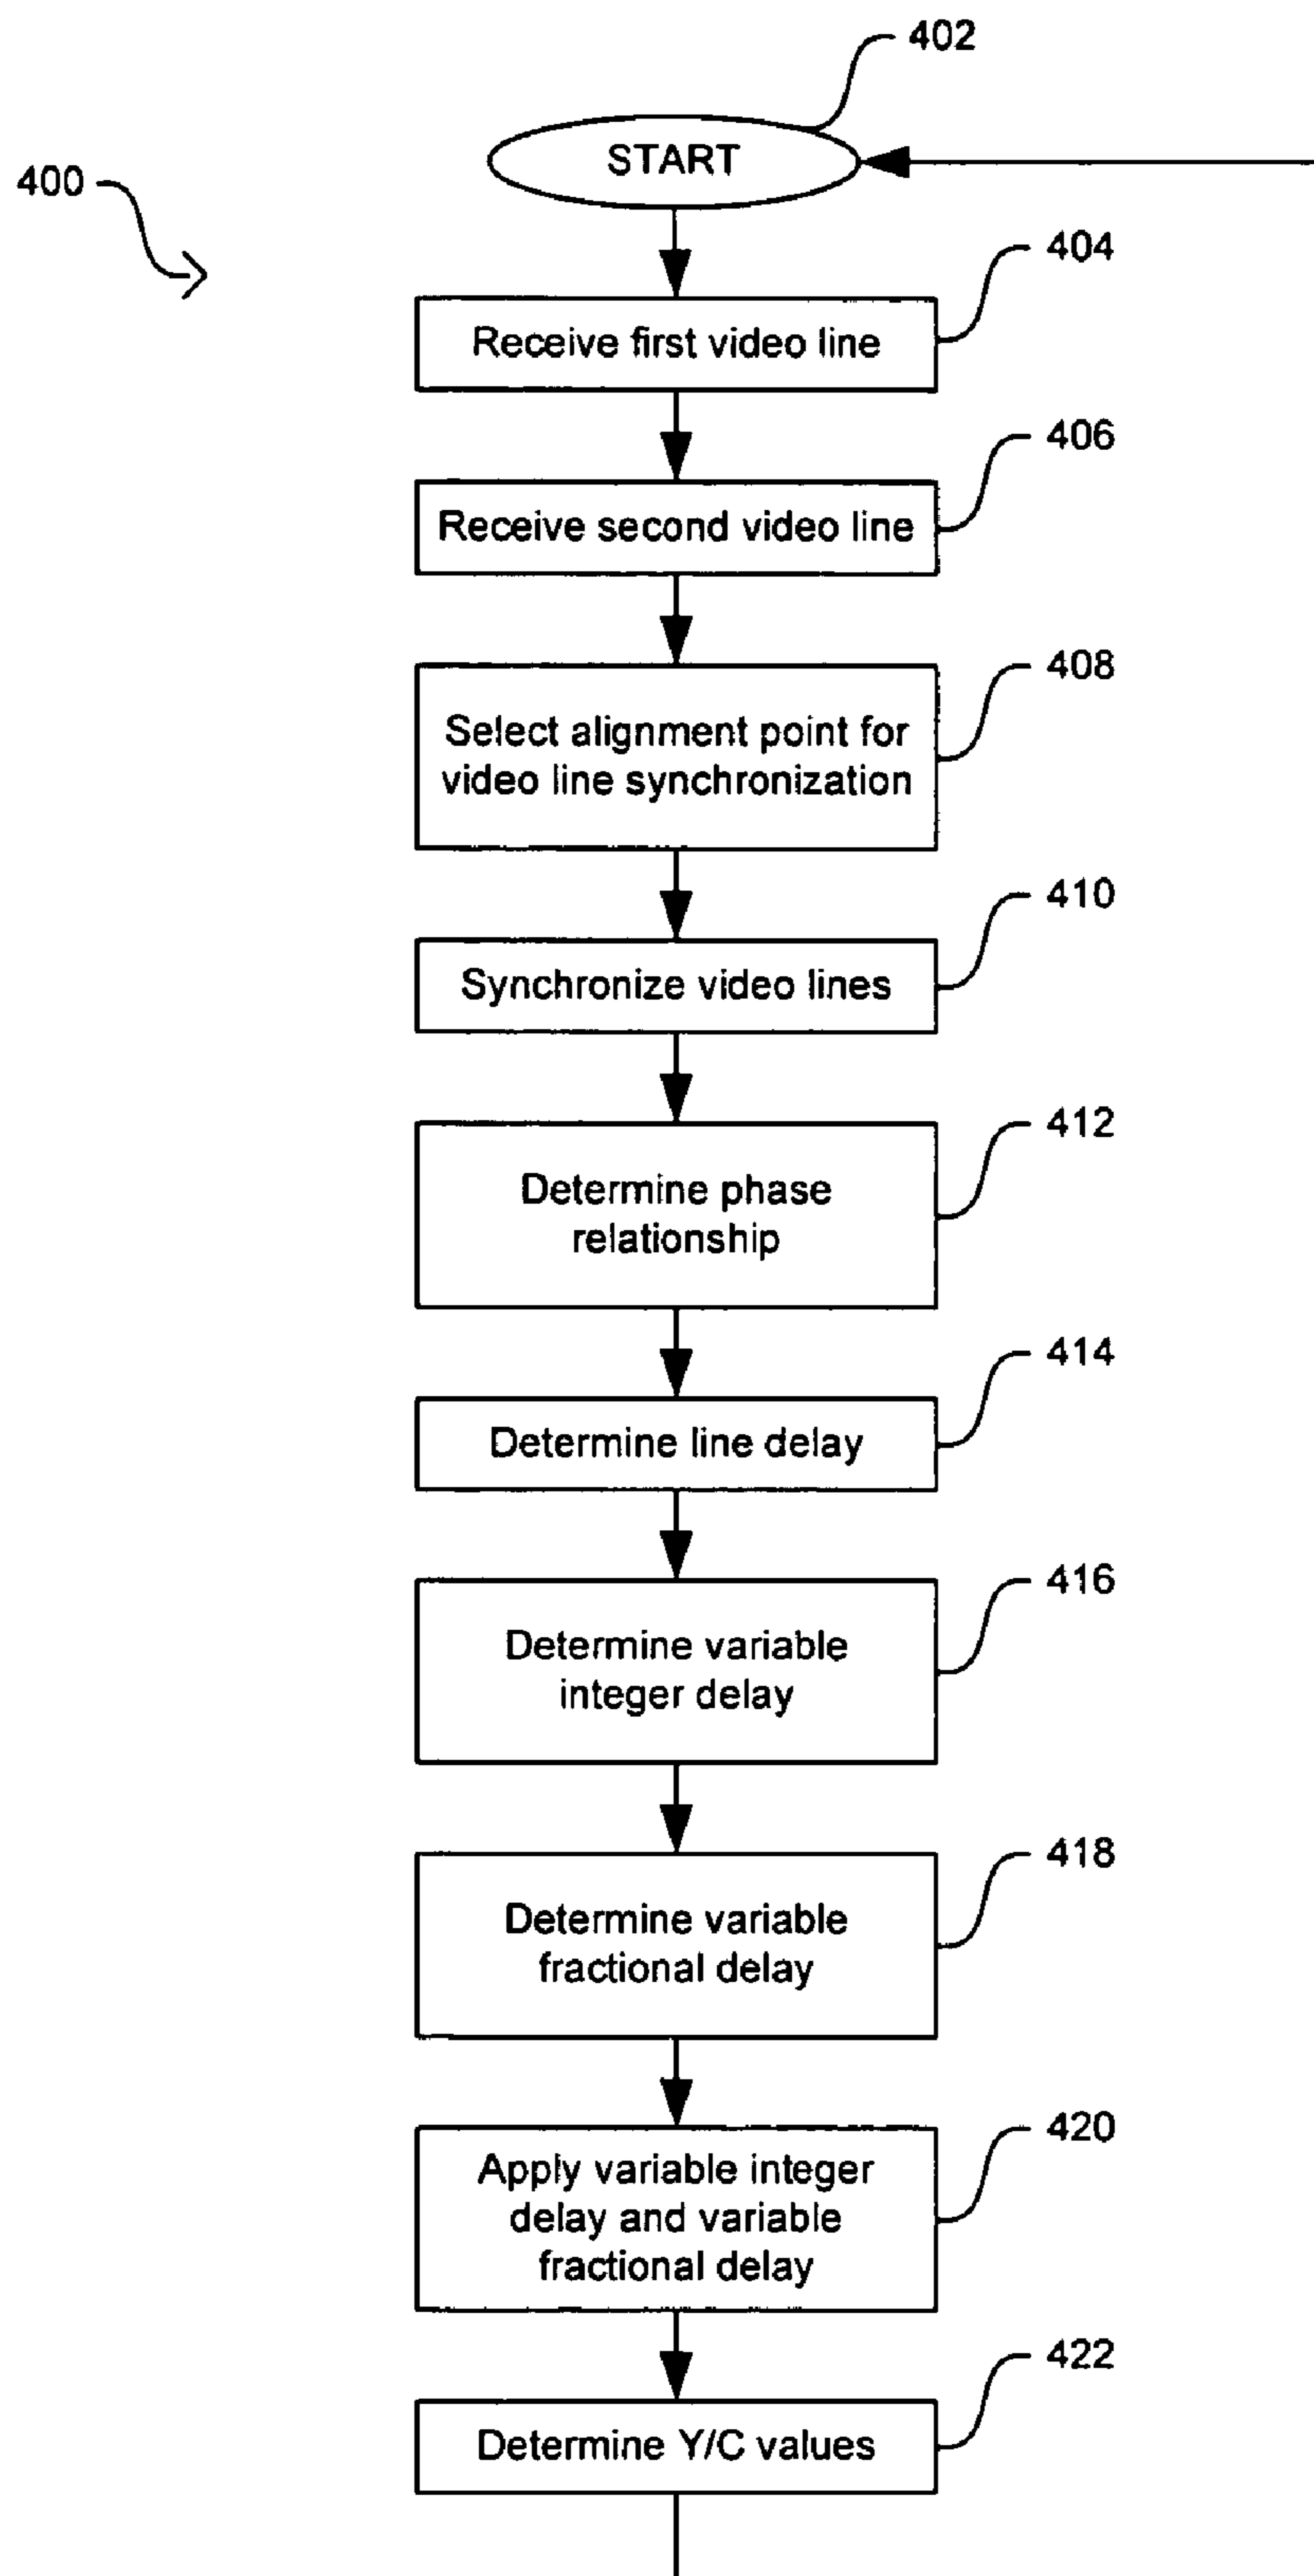 402
START
400
404
Receive first video line
406
Receive second video line
408
Select alignment point for
video line synchronization
410
Synchronize video lines
412
Determine phase
relationship
414
Determine line delay
416
Determine variable
integer delay
418
Determine variable
fractional delay
420
Apply variable integer
delay and variable
fractional delay
422
Determine Y/C values